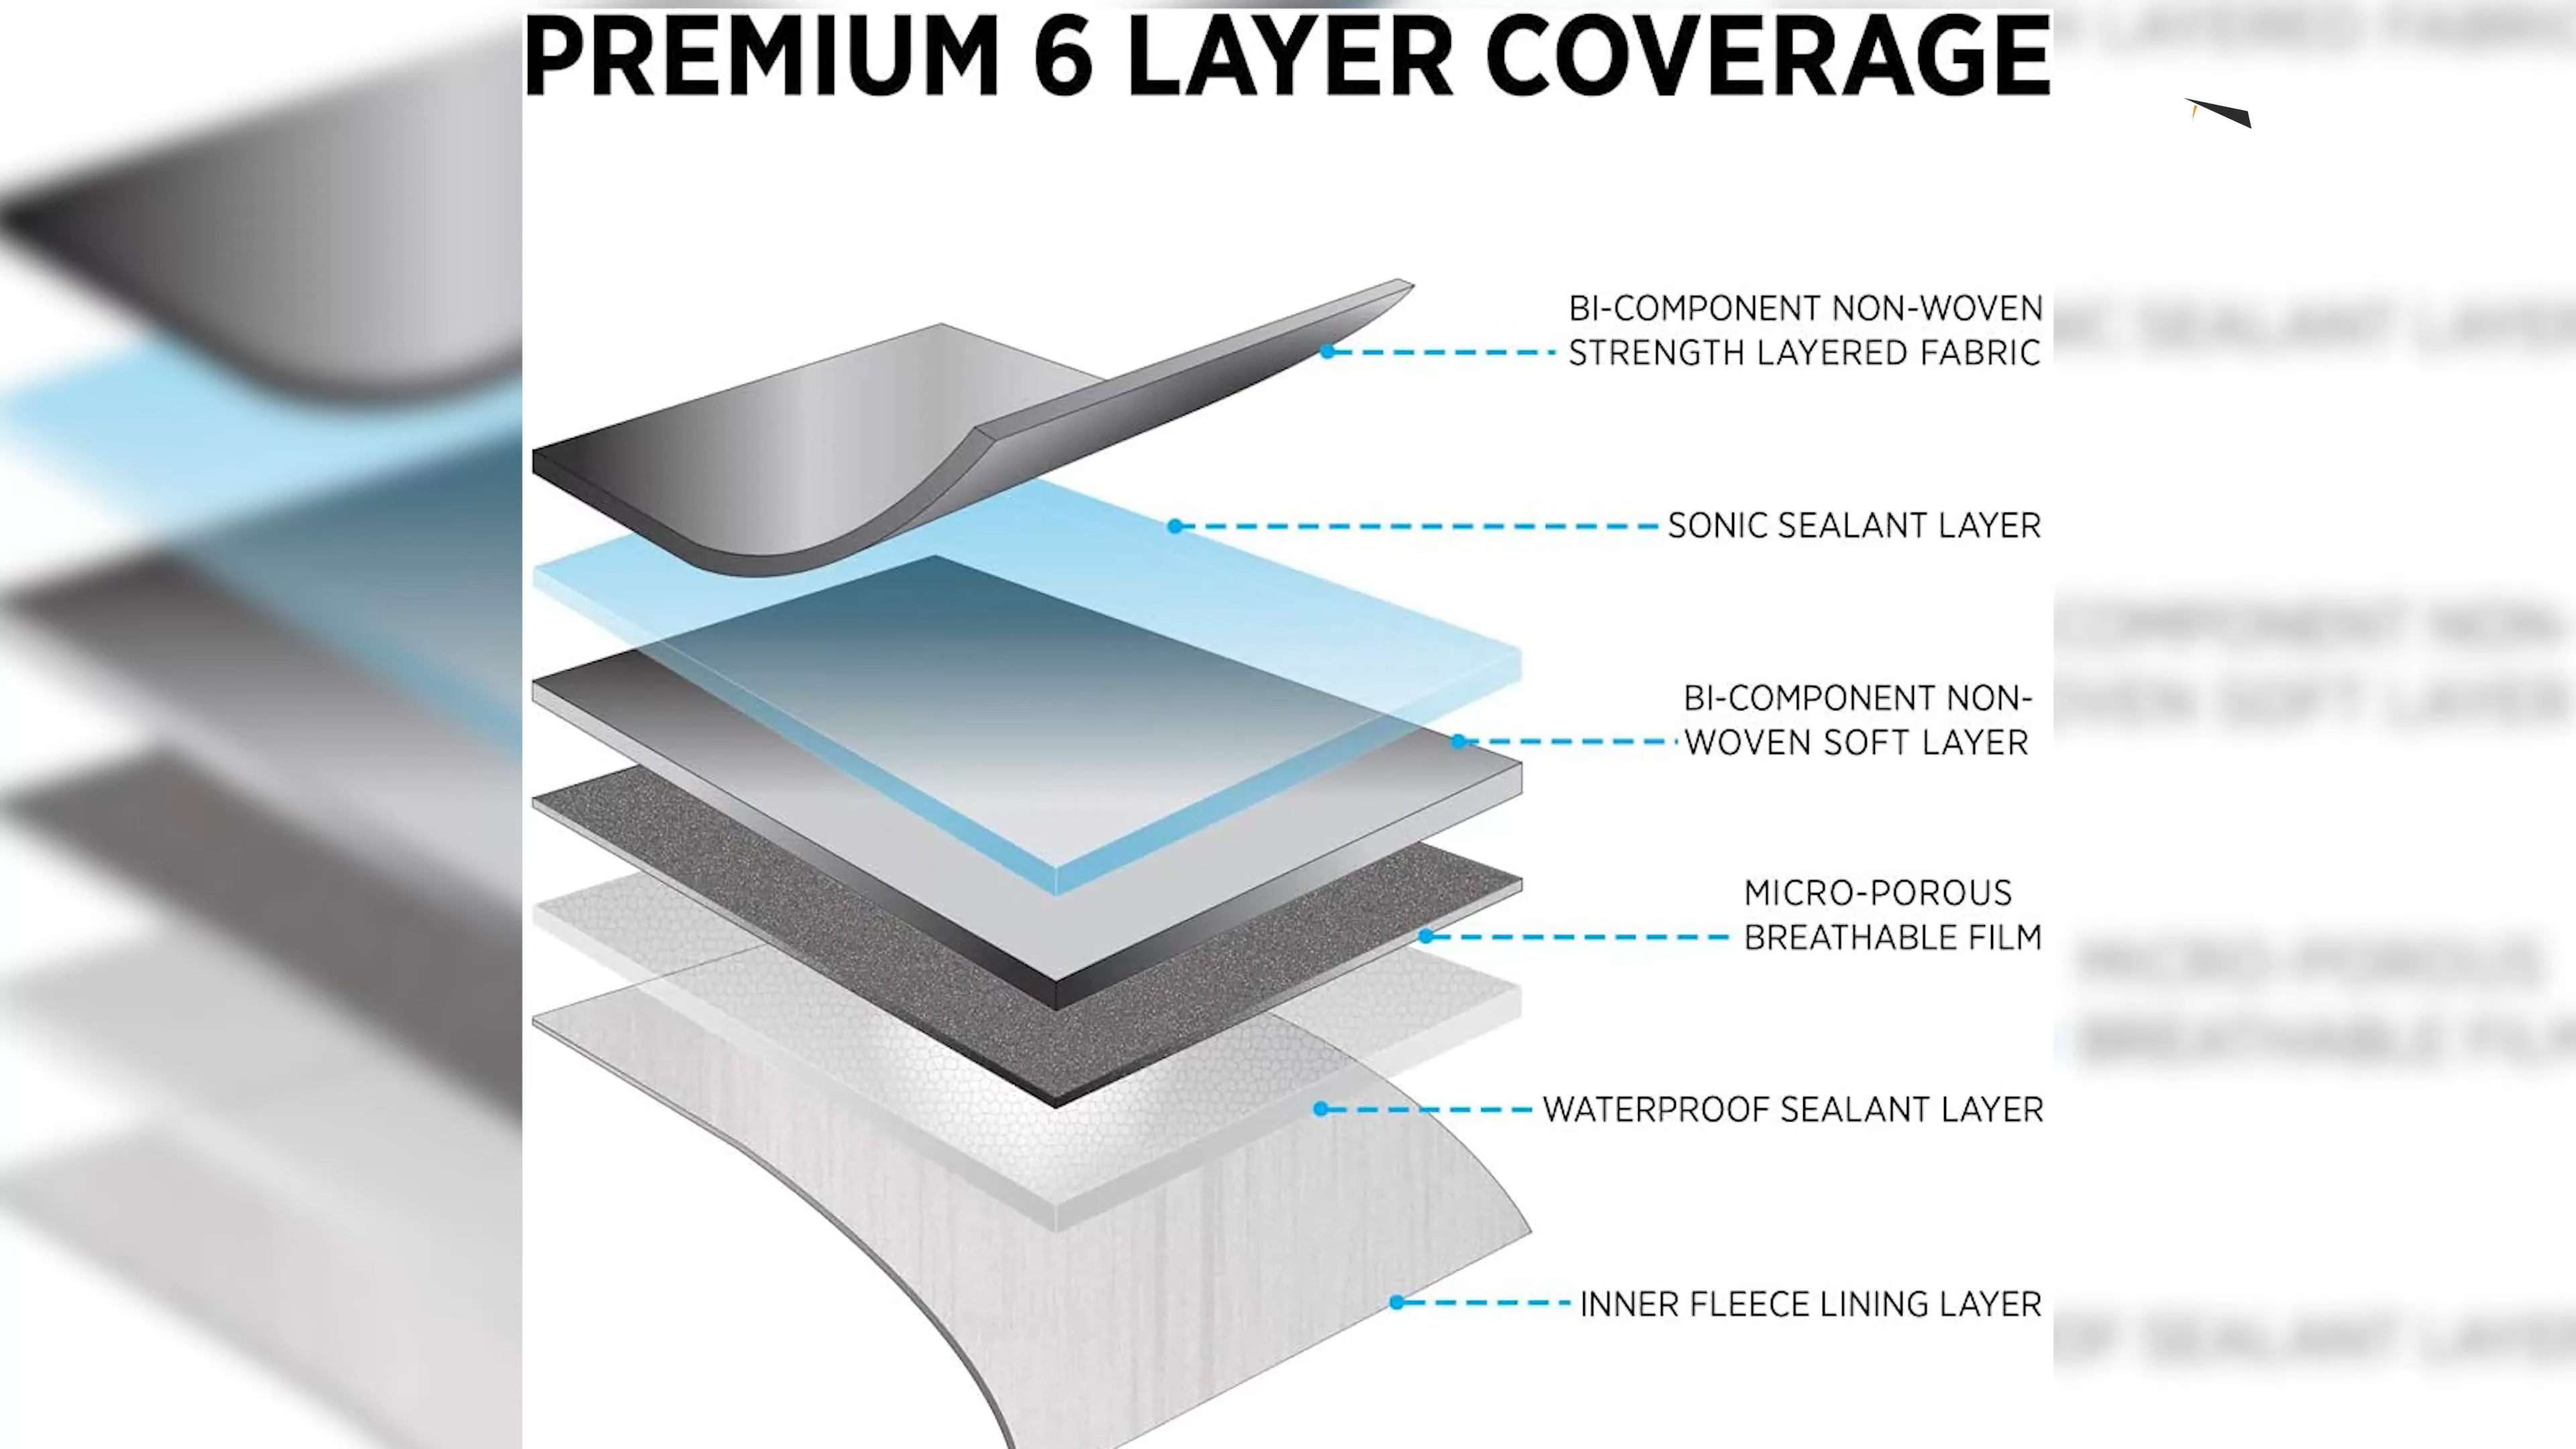 PREMIUM 6 LAYER COVERAGE
BI-COMPONENT NON-WOVEN
STRENGTH LAYERED FABRIC
SONIC SEALANT LAYER
BI-COMPONENT NON-
WOVEN SOFT LAYER
MICRO-POROUS
BREATHABLE FILM
WATERPROOF SEALANT LAYER
INNER FLEECE LINING LAYER